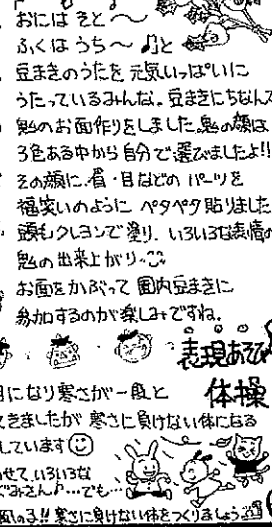 おにはそと〜
ふくはうち〜♪と
豆まきのうたを元気いっぱいに
うたっているみんな。豆まきにちなんで
鬼のお面作りをしました。鬼の顔は
3色ある中から自分で選びましたよ!!
その顔に、眉・目などのパーツを
福笑いのようにペタペタ貼りました
頭もクレヨンで塗り、いろいろな表情の
鬼の出来上がり〜
お面をかぶって園内豆まきに
参加するのが楽しみですね。
表現あそび
体操
月になり寒さが一段と
てきましたが寒さに負けない体になる
しています
わせて、いろいろな
ぐみさん♪…でも…
寒さに負けない体をつくりましょう